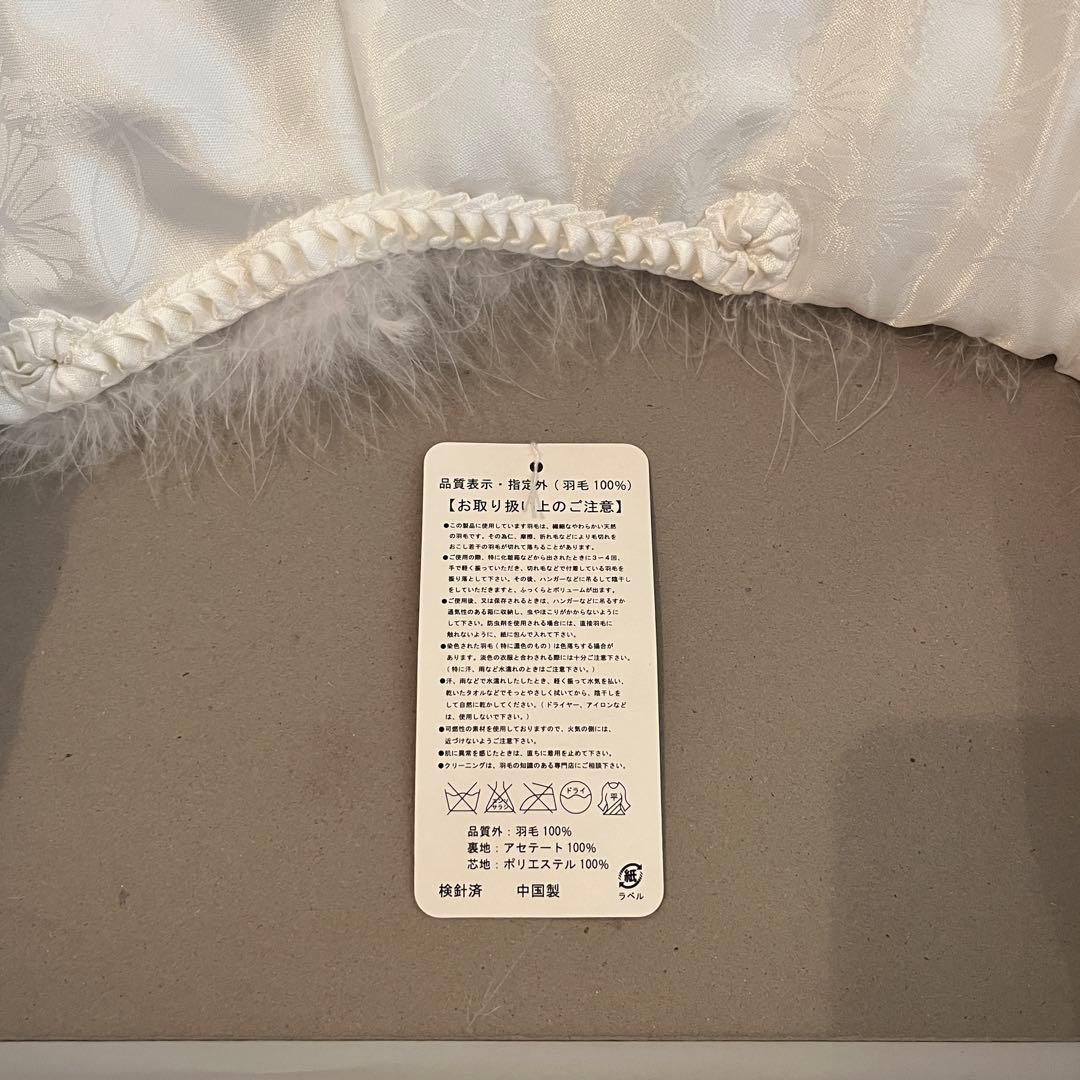 品質表示・指定外(羽毛100%)
【お取り扱い上のご注意】
●この製品に使用しています羽毛は、繊細なやわらかい天然
の羽毛です。その為仁、摩擦、折れ毛などにより毛切れを
おこし若干の羽毛が切れて落ちることがあります。
●ご使用の際、特に化粧箱などから出されたときに3－4回、
手で軽く振っていただき、切れ毛などで付着している羽毛を
振り落として下さい。その後、ハンガーなどに吊るして陰干し
をしていただきますと、ふっくらとボリュームが出ます。
●ご使用後、又は保存されるときは、ハンガーなどに吊るすか
通気性のある箱に収納し、虫やほこりがかからないように
して下さい。防虫剤を使用される場合には、直接羽毛に
触れないように、紙に包んで入れて下さい。
●染色された羽毛(特に濃色のもの)は色落ちする場合が
あります。淡色の衣服と合わされる際には十分ご注意下さい。
(特に汗、雨など水濡れのときはご注意下さい。)
●汗、雨などで水濡れしたしたとき、軽く振って水気を払い、
乾いたタオルなどでそっとやさしく拭いてから、陰干しを
して自然に乾かしてください。(ドライヤー、アイロンなど
は、使用しないで下さい。)
●可燃性の素材を使用しておりますので、火気の側には、
近づけないようご注意下さい。
●肌に異常を感じたときは、直ちに着用を止めて下さい。
●クリーニングは、羽毛の知識のある専門店にご相談下さい。
エンソ サラシ ドライ 平
品質外：羽毛100%
裏地：アセテート100%
芯地：ポリエステル100%
検針済 中国製
紙
ラベル